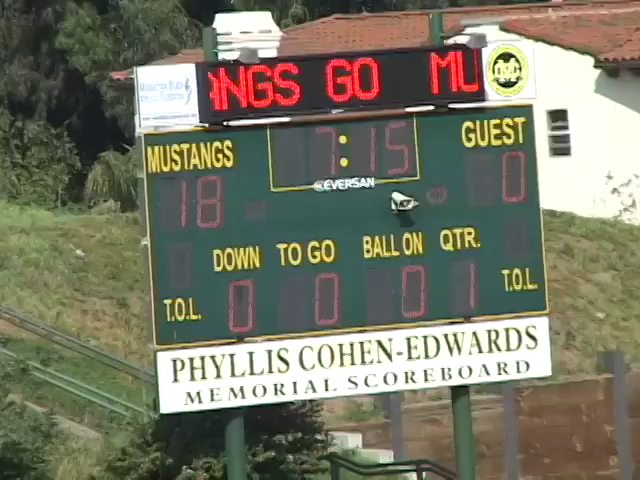 NGS GO MU
MUSTANGS 7:15 GUEST
EVERSAN
18 0
DOWN TO GO BALL ON QTR.
T.O.L. 0 0 0 1 T.O.L.
PHYLLIS COHEN-EDWARDS
MEMORIAL SCOREBOARD